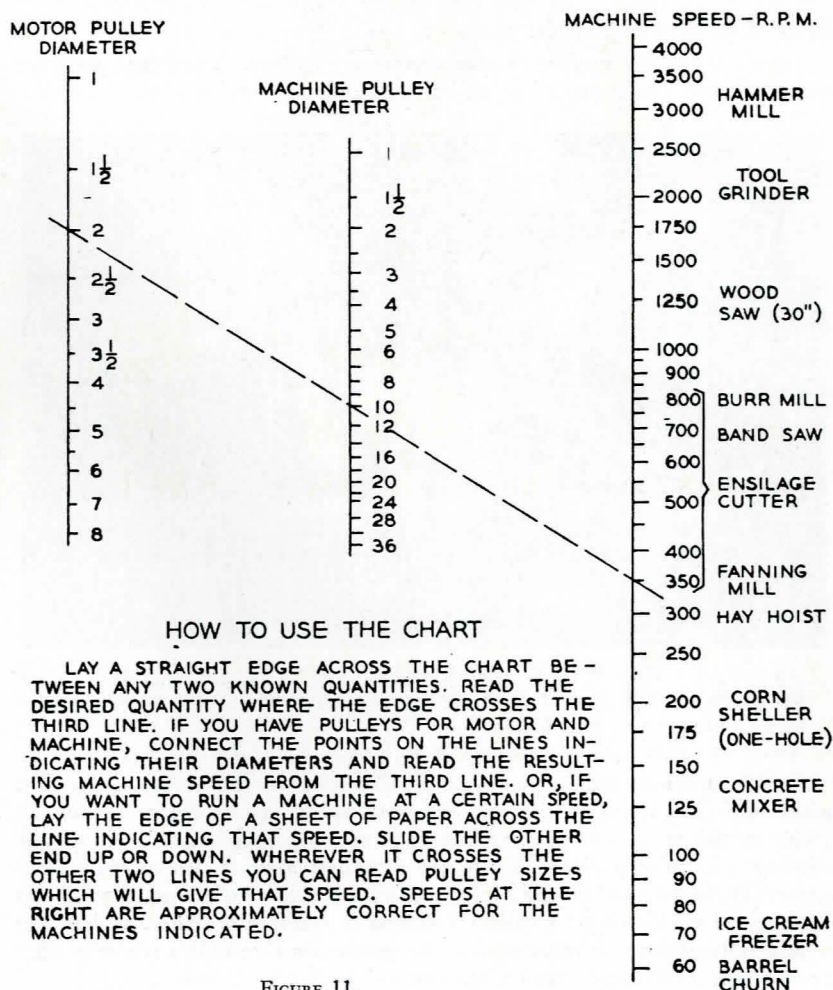 MOTOR PULLEY
DIAMETER
1
1 1/2
2
2 1/2
3
3 1/2
4
5
6
7
8
MACHINE PULLEY
DIAMETER
1
1 1/2
2
3
4
5
6
8
10
12
16
20
24
28
36
MACHINE SPEED - R.P.M.
4000
3500
3000
2500
2000
1750
1500
1250
1000
900
800
700
600
500
400
350
300
250
200
175
150
125
100
90
80
70
60
HAMMER
MILL
TOOL
GRINDER
WOOD
SAW (30")
BURR MILL
BAND SAW
ENSILAGE
CUTTER
FANNING
MILL
HAY HOIST
CORN
SHELLER
(ONE-HOLE)
CONCRETE
MIXER
ICE CREAM
FREEZER
BARREL
CHURN
HOW TO USE THE CHART
LAY A STRAIGHT EDGE ACROSS THE CHART BE-
TWEEN ANY TWO KNOWN QUANTITIES. READ THE
DESIRED QUANTITY WHERE THE EDGE CROSSES THE
THIRD LINE. IF YOU HAVE PULLEYS FOR MOTOR AND
MACHINE, CONNECT THE POINTS ON THE LINES IN-
DICATING THEIR DIAMETERS AND READ THE RESULT-
ING MACHINE SPEED FROM THE THIRD LINE. OR, IF
YOU WANT TO RUN A MACHINE AT A CERTAIN SPEED,
LAY THE EDGE OF A SHEET OF PAPER ACROSS THE
LINE INDICATING THAT SPEED. SLIDE THE OTHER
END UP OR DOWN. WHEREVER IT CROSSES THE
OTHER TWO LINES YOU CAN READ PULLEY SIZES
WHICH WILL GIVE THAT SPEED. SPEEDS AT THE
RIGHT ARE APPROXIMATELY CORRECT FOR THE
MACHINES INDICATED.
FIGURE 11